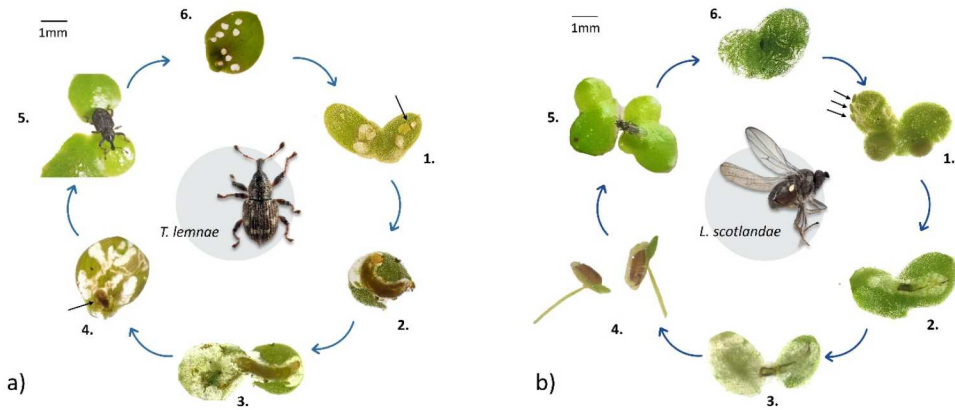 1mm
6.
5.
1.
T. lemnae
4.
2.
3.
a)
1mm
6.
5.
1.
L. scotlandae
4.
2.
3.
b)